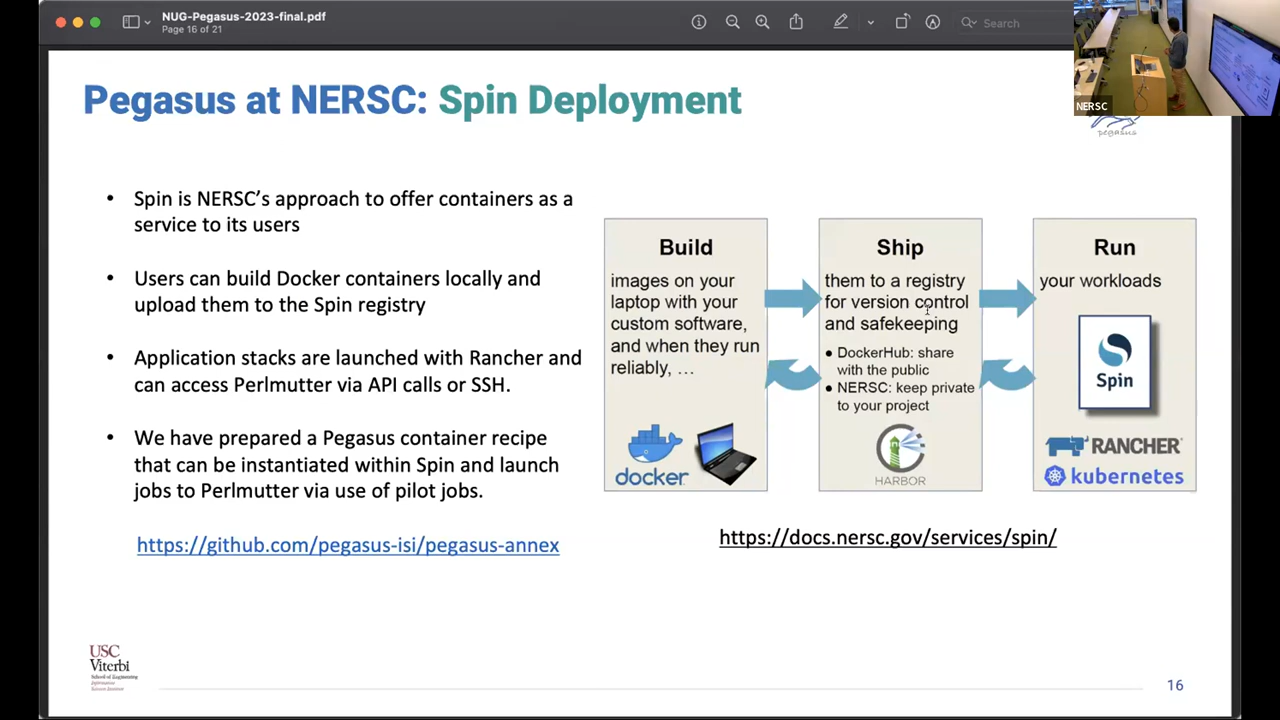 NUG-Pegasus-2023-final.pdf
Page 16 of 21
Search
NERSC
Pegasus at NERSC: Spin Deployment
pegasus
• Spin is NERSC's approach to offer containers as a
service to its users
• Users can build Docker containers locally and
upload them to the Spin registry
• Application stacks are launched with Rancher and
can access Perlmutter via API calls or SSH.
• We have prepared a Pegasus container recipe
that can be instantiated within Spin and launch
jobs to Perlmutter via use of pilot jobs.
https://github.com/pegasus-isi/pegasus-annex
Build
images on your
laptop with your
custom software,
and when they run
reliably, …
docker
Ship
them to a registry
for version control
and safekeeping
● DockerHub: share
with the public
● NERSC: keep private
to your project
HARBOR
Run
your workloads
Spin
RANCHER
kubernetes
https://docs.nersc.gov/services/spin/
USC
Viterbi
School of Engineering
16